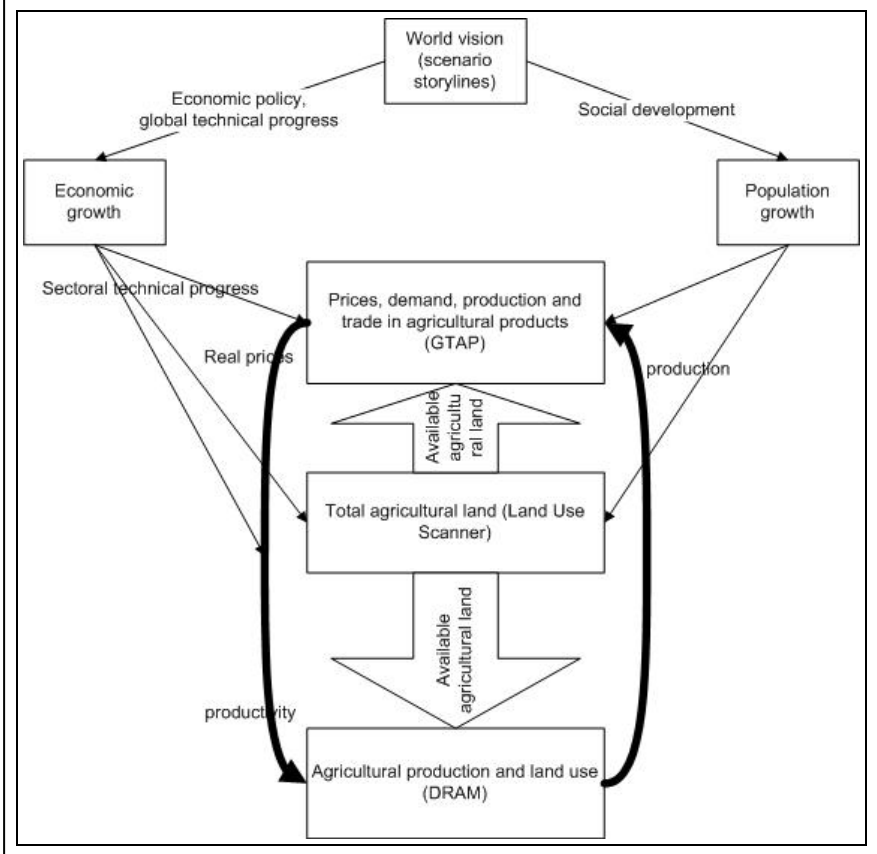 World vision
(scenario
storylines)
Economic policy,
global technical progress
Social development
Economic
growth
Population
growth
Sectoral technical progress
Prices, demand, production and
trade in agricultural products
(GTAP)
Real prices
production
Available
agricultu
ral land
Total agricultural land (Land Use
Scanner)
Available
agricultural land
productivity
Agricultural production and land use
(DRAM)